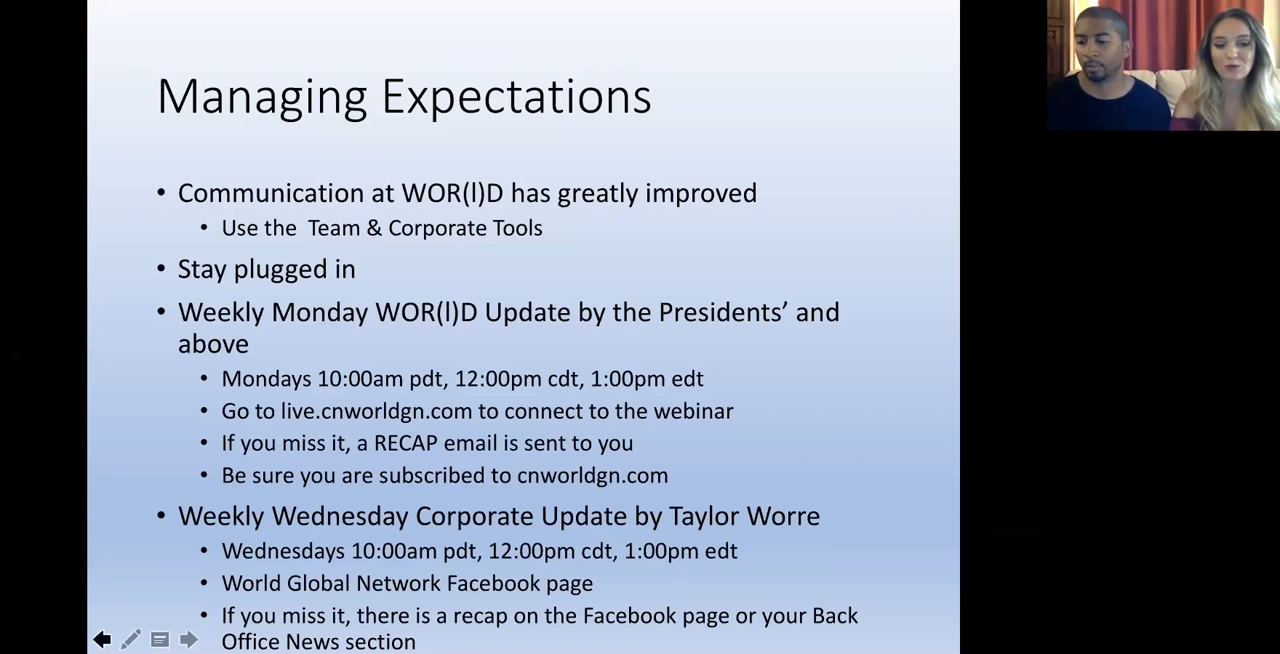 Managing Expectations
• Communication at WOR(l)D has greatly improved
• Use the  Team & Corporate Tools
• Stay plugged in
• Weekly Monday WOR(l)D Update by the Presidents’ and
above
• Mondays 10:00am pdt, 12:00pm cdt, 1:00pm edt
• Go to live.cnworldgn.com to connect to the webinar
• If you miss it, a RECAP email is sent to you
• Be sure you are subscribed to cnworldgn.com
• Weekly Wednesday Corporate Update by Taylor Worre
• Wednesdays 10:00am pdt, 12:00pm cdt, 1:00pm edt
• World Global Network Facebook page
• If you miss it, there is a recap on the Facebook page or your Back
Office News section